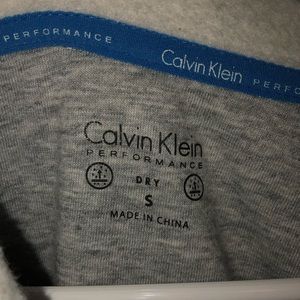 PERFORMANCE
Calvin Klein
PERFORMANCE
Calvin Klein
PERFORMANCE
DRY
S
MADE IN CHINA